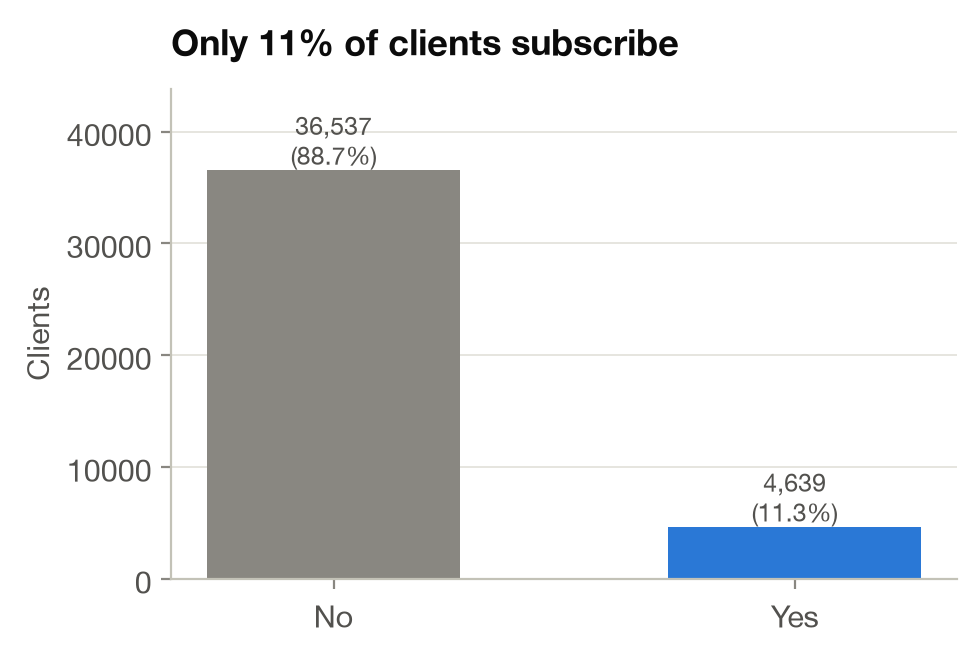 Only 11% of clients subscribe
40000
36,537
(88.7%)
30000
Clients
20000
10000
4,639
(11.3%)
0
No
Yes